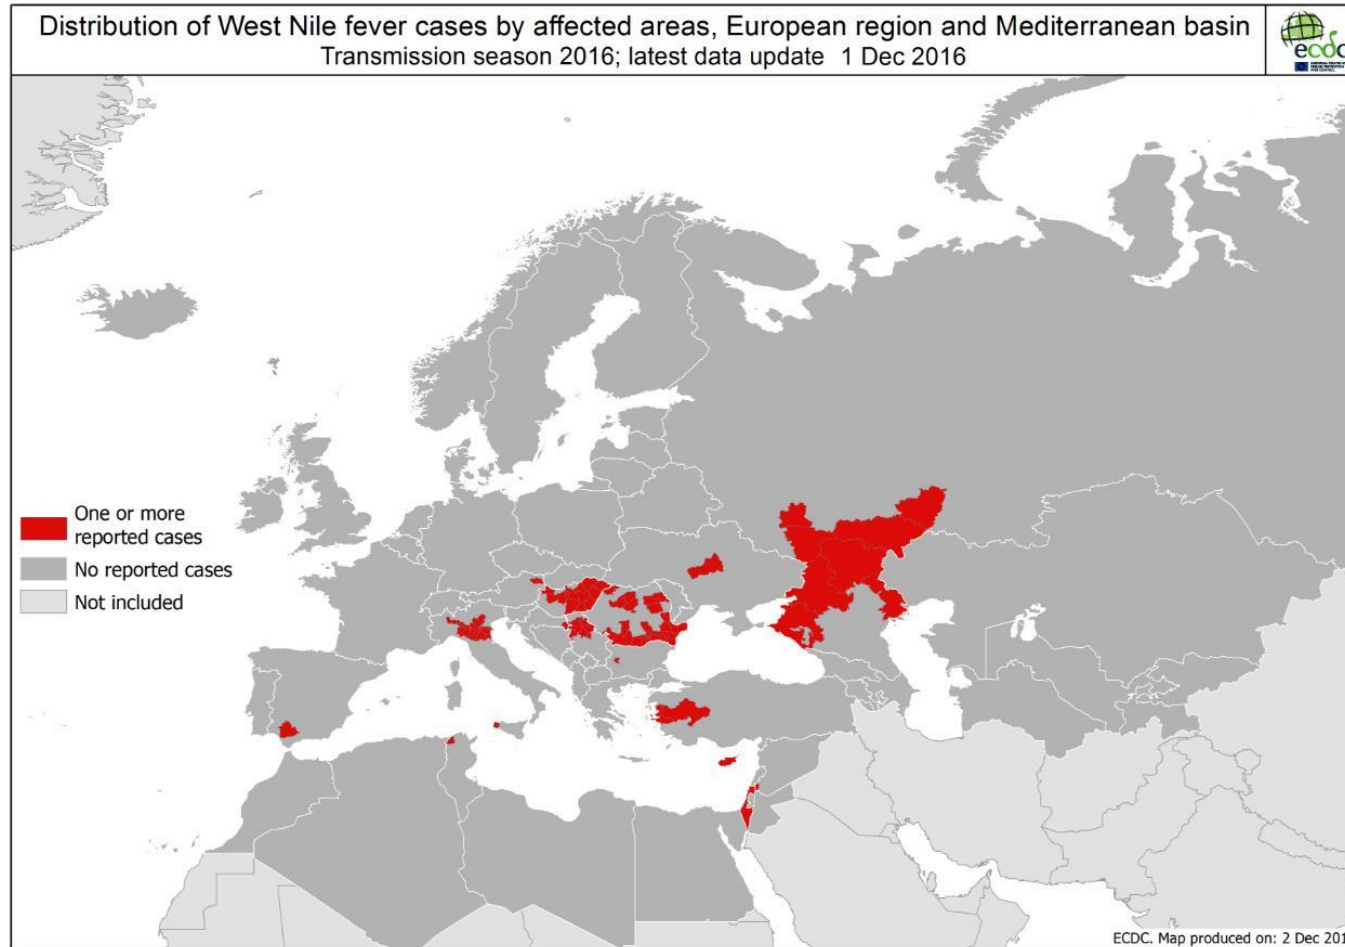 Distribution of West Nile fever cases by affected areas, European region and Mediterranean basin
Transmission season 2016; latest data update 1 Dec 2016
ecdc
One or more
reported cases
No reported cases
Not included
ECDC. Map produced on: 2 Dec 201